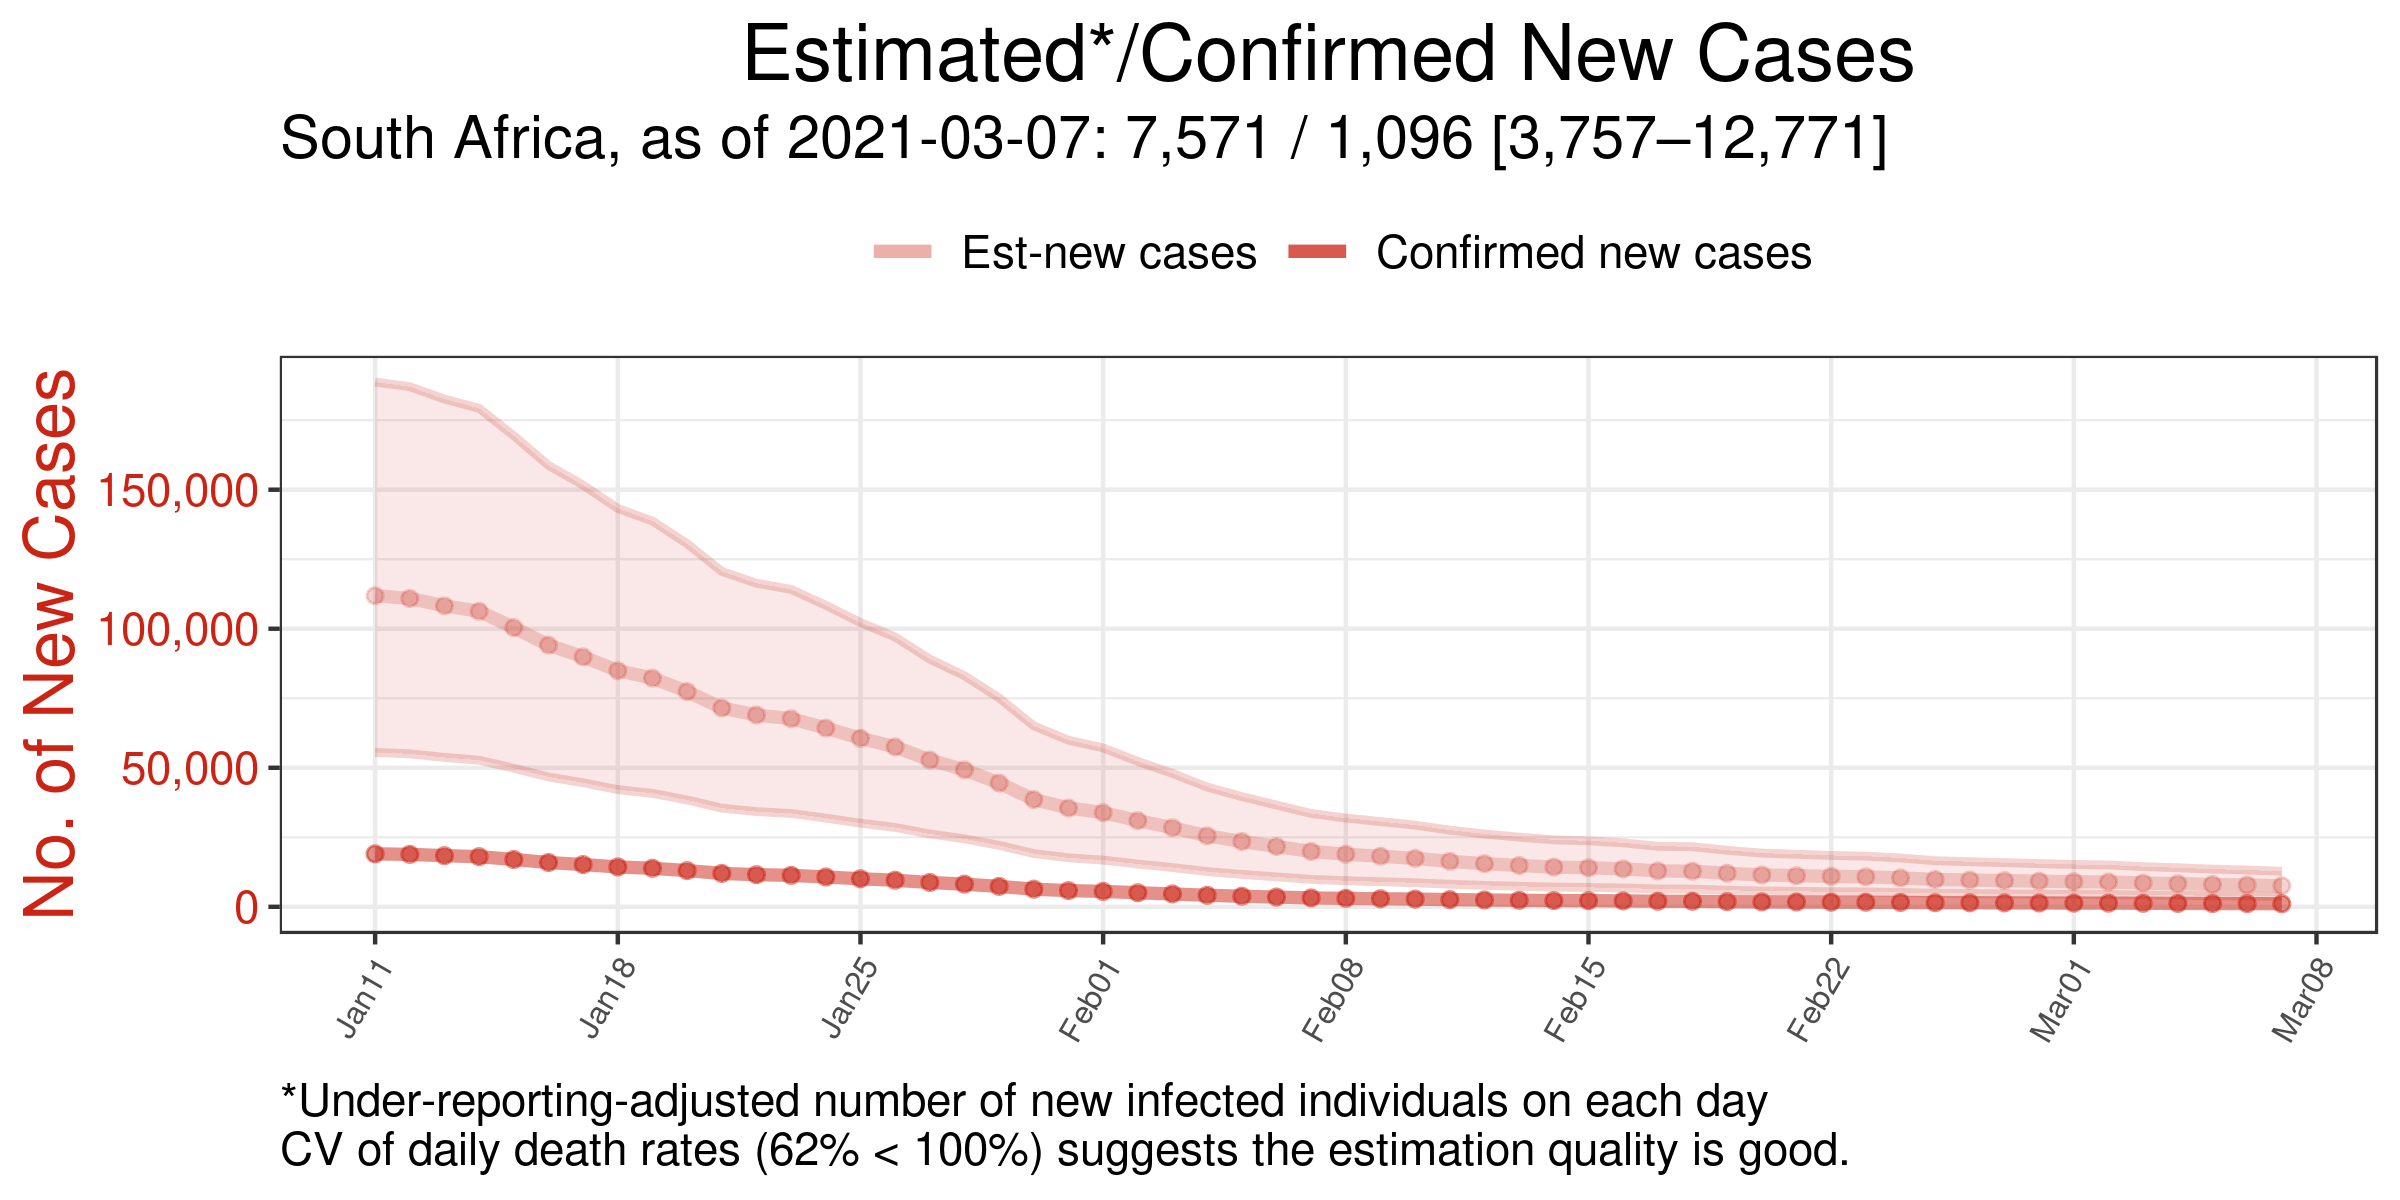 Estimated*/Confirmed New Cases
South Africa, as of 2021-03-07: 7,571 / 1,096 [3,757–12,771]
Est-new cases
Confirmed new cases
No. of New Cases
150,000
100,000
50,000
0
Jan11
Jan18
Jan25
Feb01
Feb08
Feb15
Feb22
Mar01
Mar08
*Under-reporting-adjusted number of new infected individuals on each day
CV of daily death rates (62% < 100%) suggests the estimation quality is good.